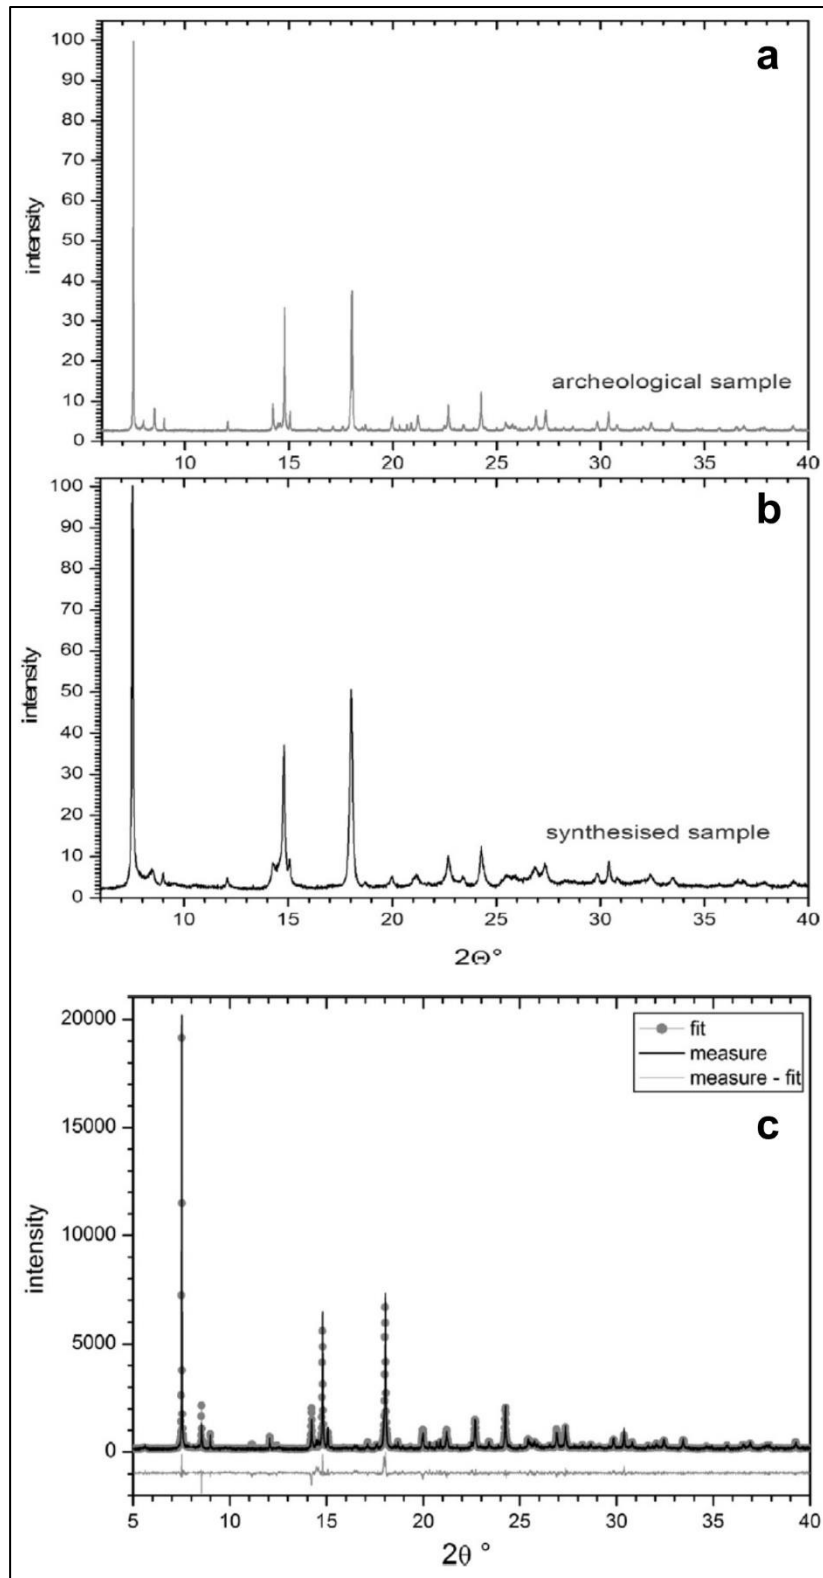 a
100
90
80
70
60
50
40
30
20
10
0
intensity
archeological sample
10 15 20 25 30 35 40
b
100
90
80
70
60
50
40
30
20
10
0
intensity
synthesised sample
10 15 20 25 30 35 40
2Θ°
20000
15000
10000
5000
0
intensity
fit
measure
measure - fit
c
5 10 15 20 25 30 35 40
2θ °